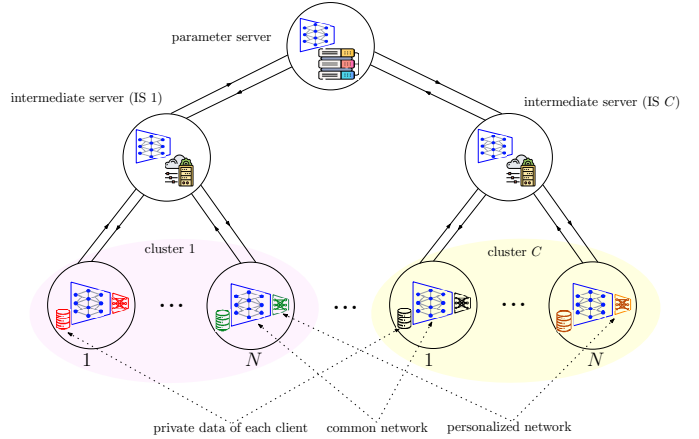 parameter server
intermediate server (IS 1)
intermediate server (IS C)
cluster 1
cluster C
...
...
...
1
N
1
N
private data of each client
common network
personalized network